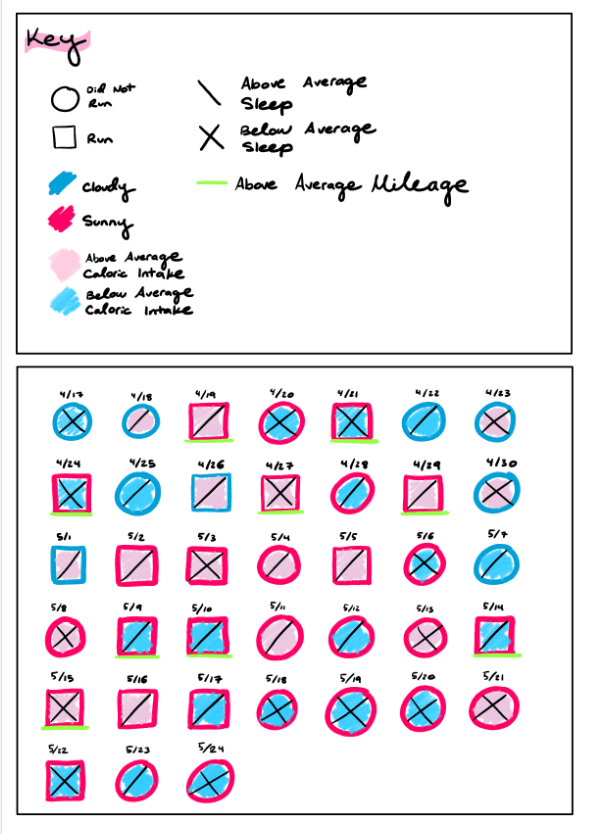 Key
Did Not
Run
Run
Cloudy
Sunny
Above Average
Caloric Intake
Below Average
Caloric Intake
Above Average
Sleep
Below Average
Sleep
Above Average Mileage
4/17 4/18 4/19 4/20 4/21 4/22 4/23
4/24 4/25 4/26 4/27 4/28 4/29 4/30
5/1 5/2 5/3 5/4 5/5 5/6 5/7
5/8 5/9 5/10 5/11 5/12 5/13 5/14
5/15 5/16 5/17 5/18 5/19 5/20 5/21
5/22 5/23 5/24